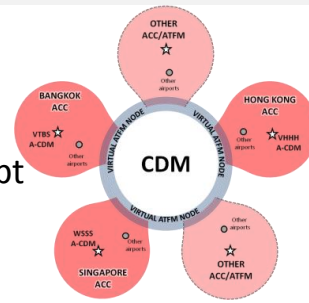 OTHER
ACC/ATFM
Other
airports
BANGKOK
ACC
VTBS
A-CDM
Other
airports
HONG KONG
ACC
VHHH
A-CDM
Other
airports
VIRTUAL ATFM NODE
VIRTUAL ATFM NODE
CDM
VIRTUAL ATFM NODE
pt
WSSS
A-CDM
Other
airports
SINGAPORE
ACC
Other
airports
OTHER
ACC/ATFM